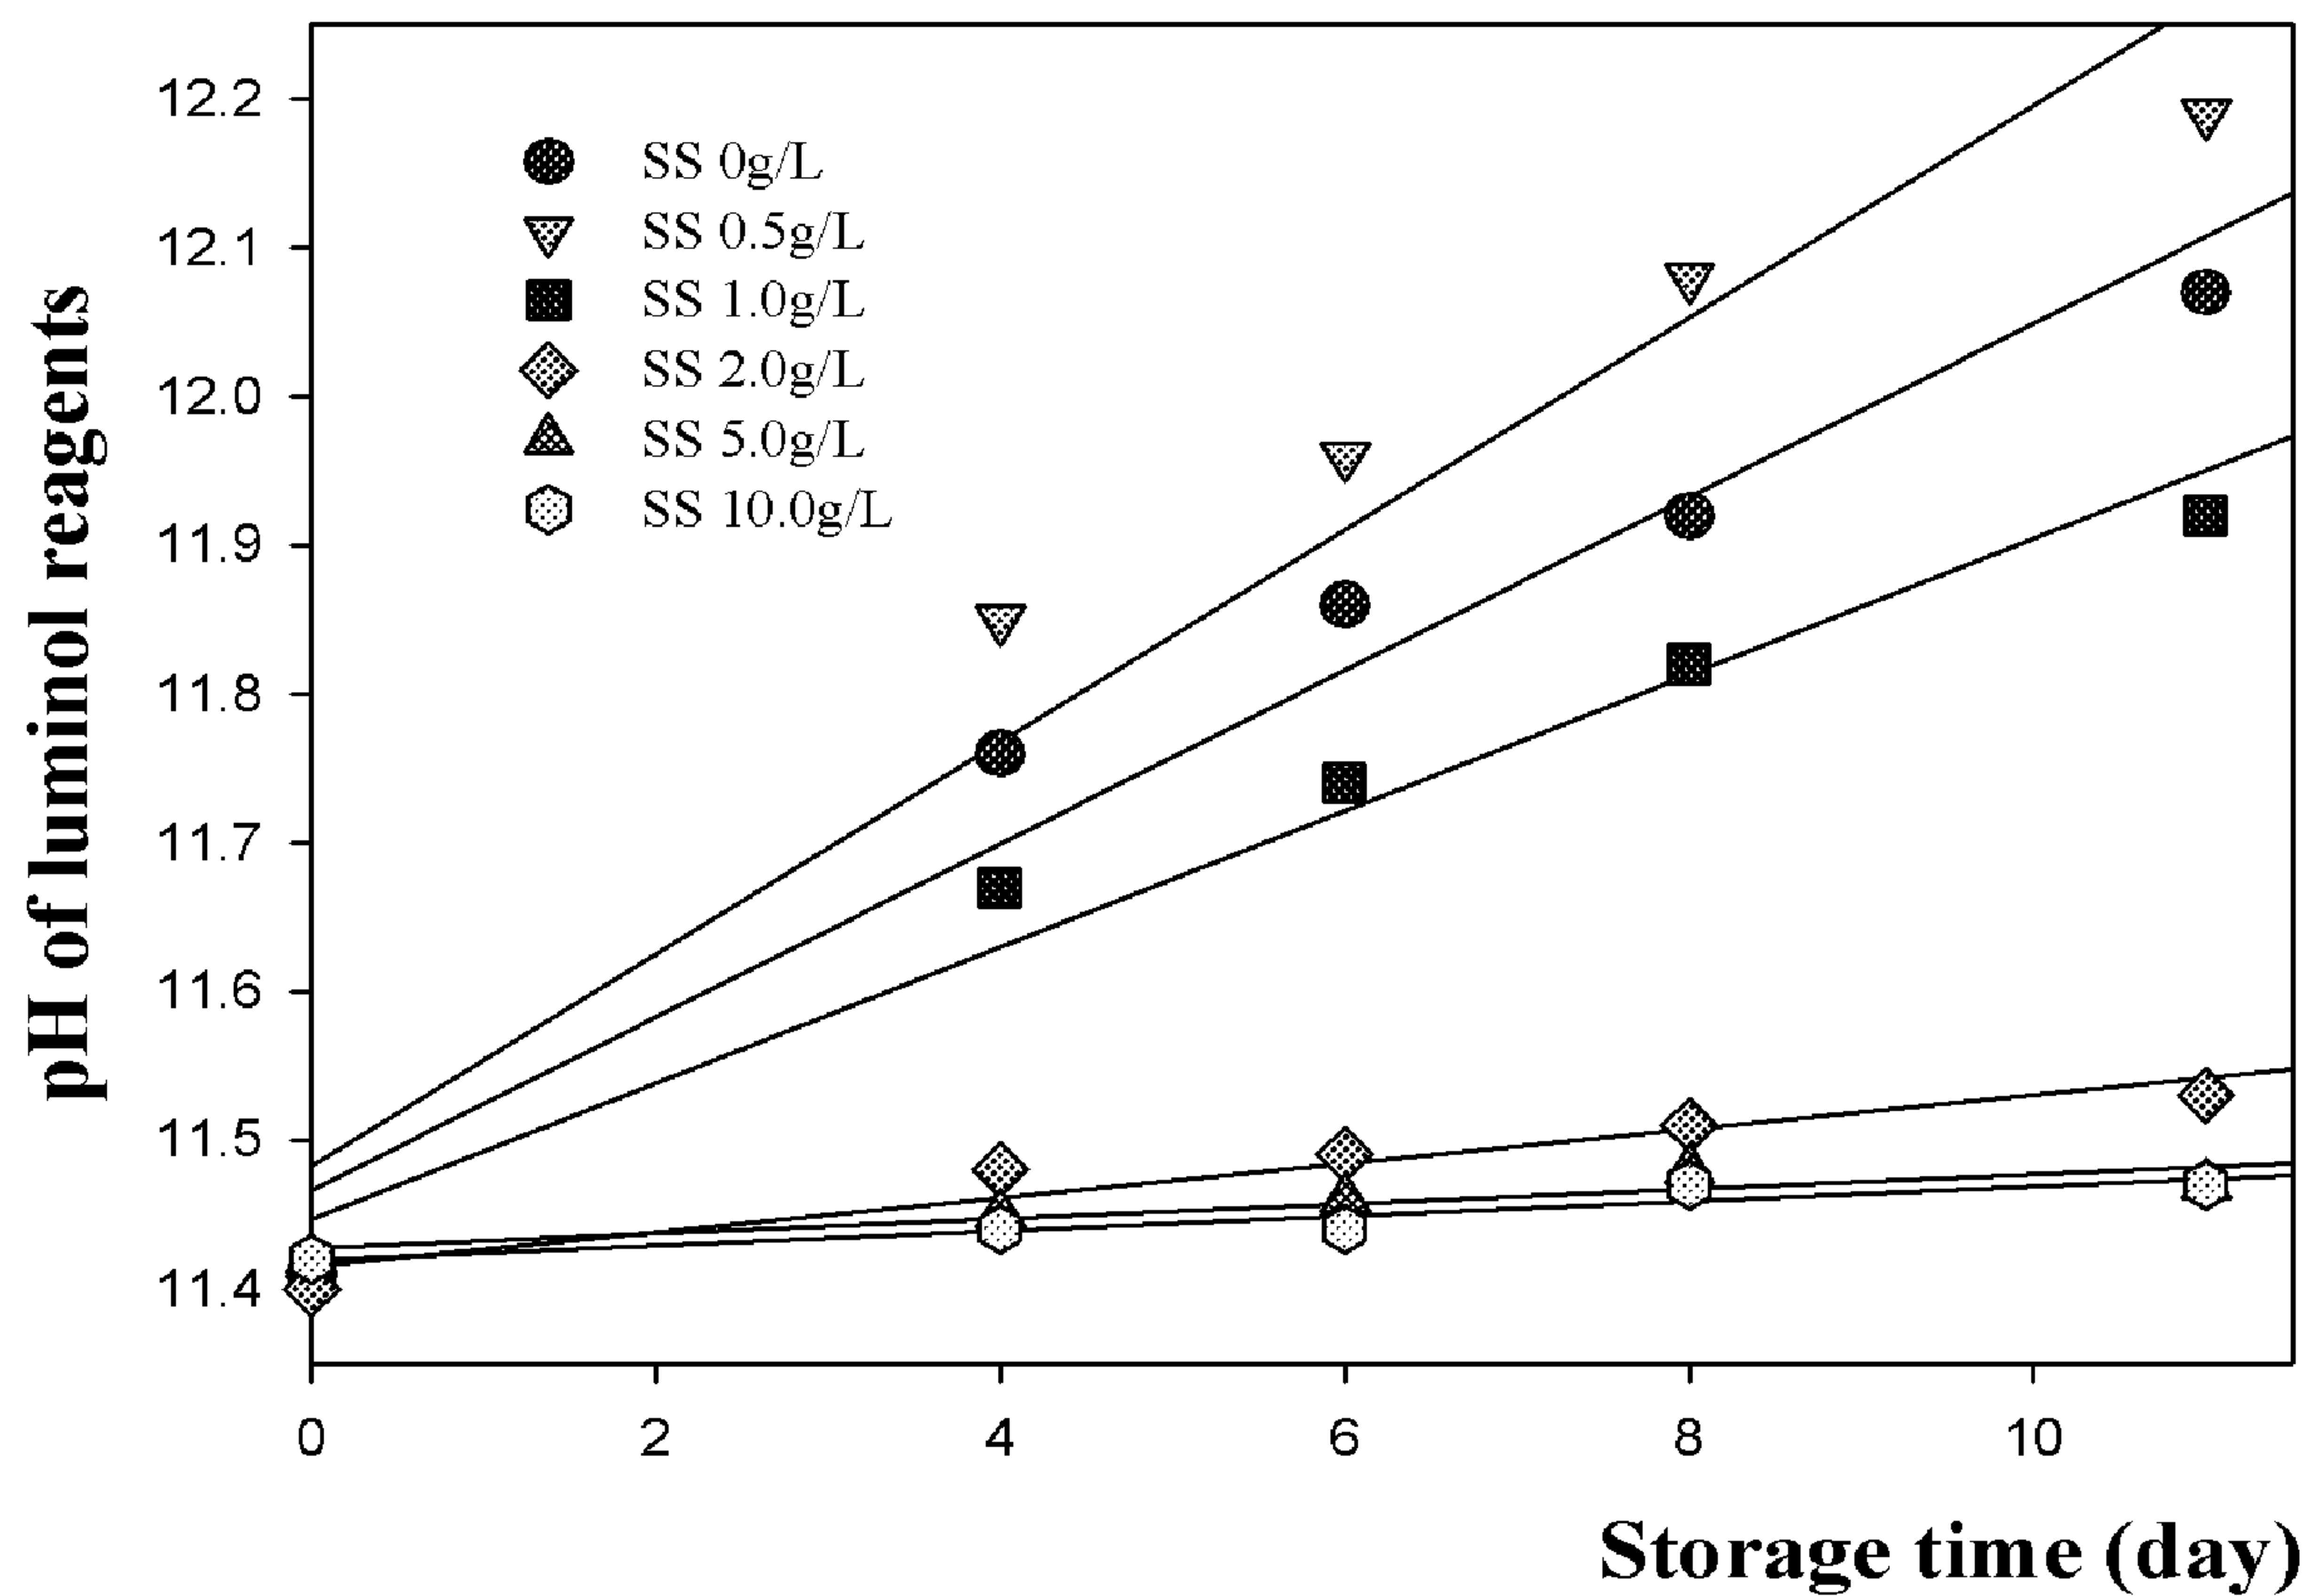 pH of luminol reagents
12.2
12.1
12.0
11.9
11.8
11.7
11.6
11.5
11.4
SS 0g/L
SS 0.5g/L
SS 1.0g/L
SS 2.0g/L
SS 5.0g/L
SS 10.0g/L
0 2 4 6 8 10
Storage time (day)